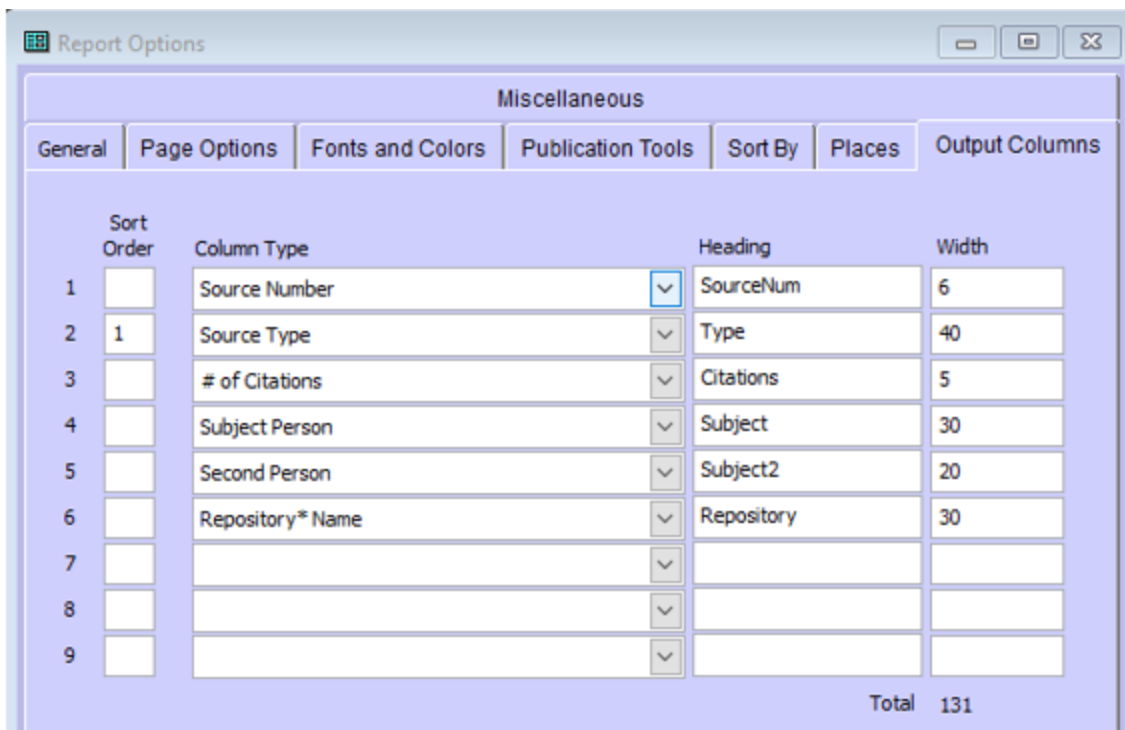 Report Options
Miscellaneous
General Page Options Fonts and Colors Publication Tools Sort By Places Output Columns
Sort
Order Column Type Heading Width
1 Source Number SourceNum 6
2 1 Source Type Type 40
3 # of Citations Citations 5
4 Subject Person Subject 30
5 Second Person Subject2 20
6 Repository* Name Repository 30
7
8
9
Total 131